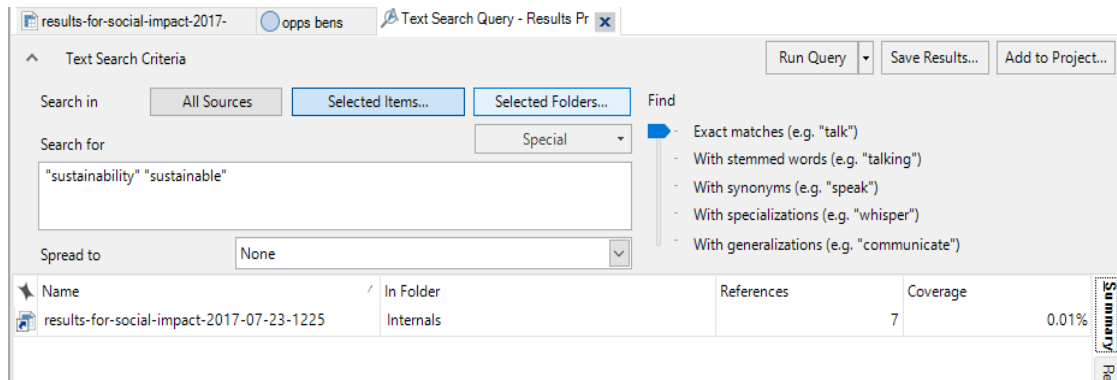 results-for-social-impact-2017- opps bens Text Search Query - Results Pr
Text Search Criteria Run Query Save Results... Add to Project...
Search in All Sources Selected Items... Selected Folders... Find
Exact matches (e.g. "talk")
Search for Special
With stemmed words (e.g. "talking")
"sustainability" "sustainable"
With synonyms (e.g. "speak")
With specializations (e.g. "whisper")
With generalizations (e.g. "communicate")
Spread to None
Name In Folder References Coverage
results-for-social-impact-2017-07-23-1225 Internals 7 0.01%
Summary
Re